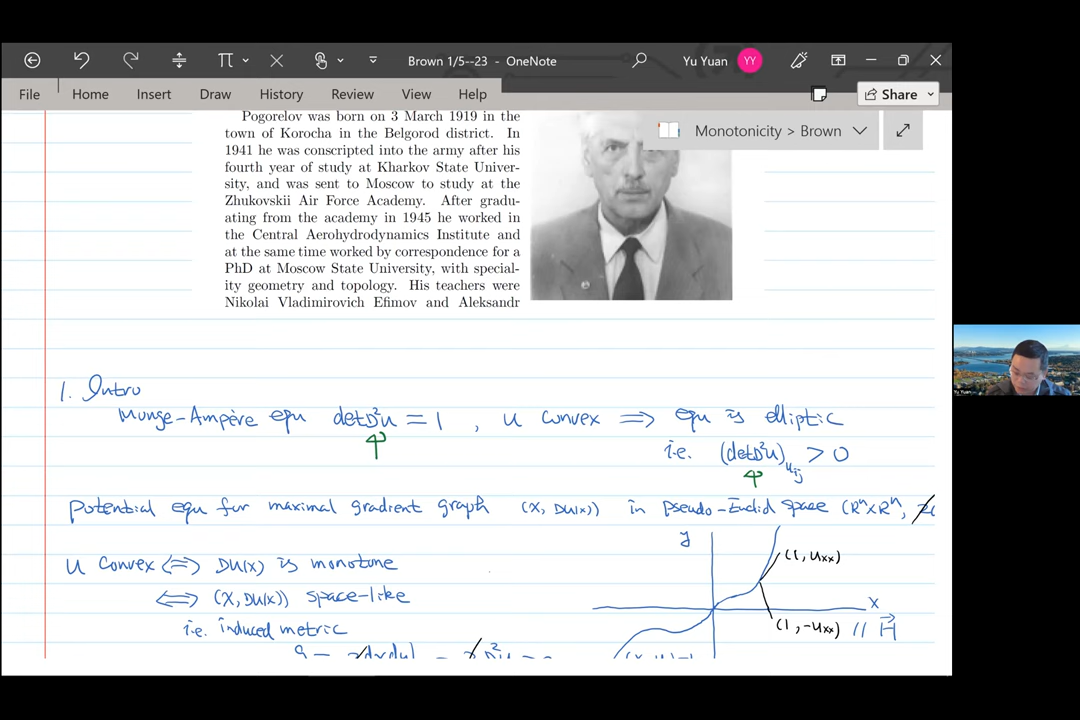 Brown 1/5--23 - OneNote
Yu Yuan
YY
File Home Insert Draw History Review View Help
Share
Monotonicity > Brown
Pogorelov was born on 3 March 1919 in the
town of Korocha in the Belgorod district. In
1941 he was conscripted into the army after his
fourth year of study at Kharkov State Univer-
sity, and was sent to Moscow to study at the
Zhukovskii Air Force Academy. After gradu-
ating from the academy in 1945 he worked in
the Central Aerohydrodynamics Institute and
at the same time worked by correspondence for a
PhD at Moscow State University, with special-
ity geometry and topology. His teachers were
Nikolai Vladimirovich Efimov and Aleksandr
1. Intro
Monge-Ampère equ det D²u = 1 , u convex ⟹ equ is elliptic
i.e. (det D²u)_{u_ij} > 0
potential equ for maximal gradient graph (x, Du(x)) in pseudo-Euclid space (Rⁿ×Rⁿ,
u convex ⟺ Du(x) is monotone
⟺ (x, Du(x)) space-like
i.e. induced metric
y
(1, u_xx)
x
(1, -u_xx) // H⃗
Yu Yuan